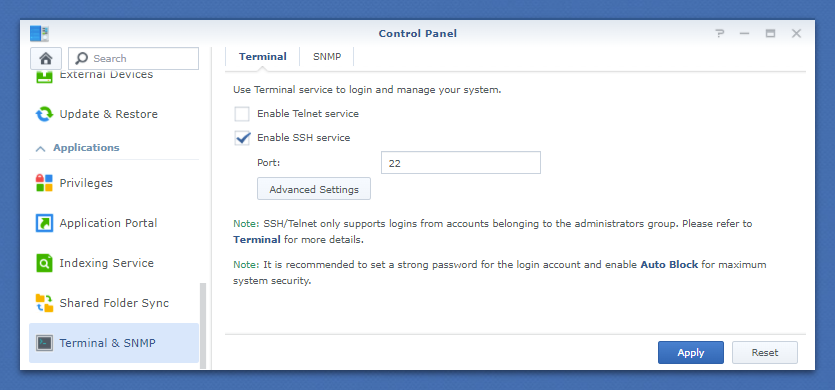 Control Panel
Search
External Devices
Update & Restore
Applications
Privileges
Application Portal
Indexing Service
Shared Folder Sync
Terminal & SNMP
Terminal SNMP
Use Terminal service to login and manage your system.
Enable Telnet service
Enable SSH service
Port: 22
Advanced Settings
Note: SSH/Telnet only supports logins from accounts belonging to the administrators group. Please refer to
Terminal for more details.
Note: It is recommended to set a strong password for the login account and enable Auto Block for maximum
system security.
Apply Reset